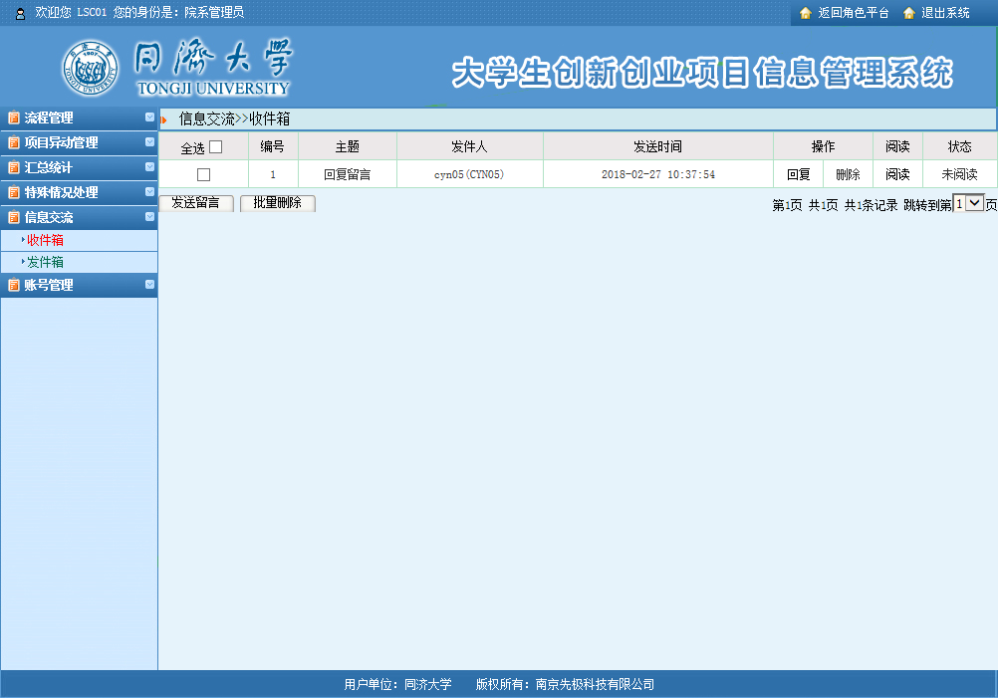 欢迎您 LSC01 您的身份是：院系管理员
返回角色平台 退出系统
同濟大學
TONGJI UNIVERSITY
大学生创新创业项目信息管理系统
流程管理
项目异动管理
汇总统计
特殊情况处理
信息交流
收件箱
发件箱
账号管理
信息交流>>收件箱
全选 编号 主题 发件人 发送时间 操作 阅读 状态
1 回复留言 cyn05(CYN05) 2018-02-27 10:37:54 回复 删除 阅读 未阅读
发送留言 批量删除 第1页 共1页 共1条记录 跳转到第1页
用户单位：同济大学 版权所有：南京先极科技有限公司